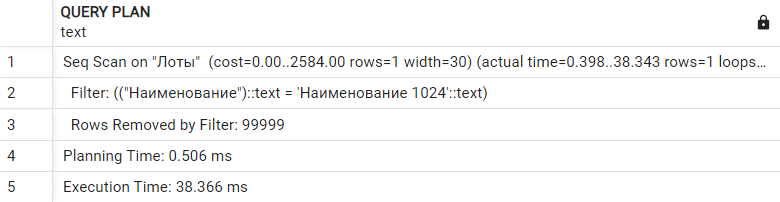 QUERY PLAN
text
1 Seq Scan on "Лоты" (cost=0.00..2584.00 rows=1 width=30) (actual time=0.398..38.343 rows=1 loops...
2 Filter: (("Наименование")::text = 'Наименование 1024'::text)
3 Rows Removed by Filter: 99999
4 Planning Time: 0.506 ms
5 Execution Time: 38.366 ms